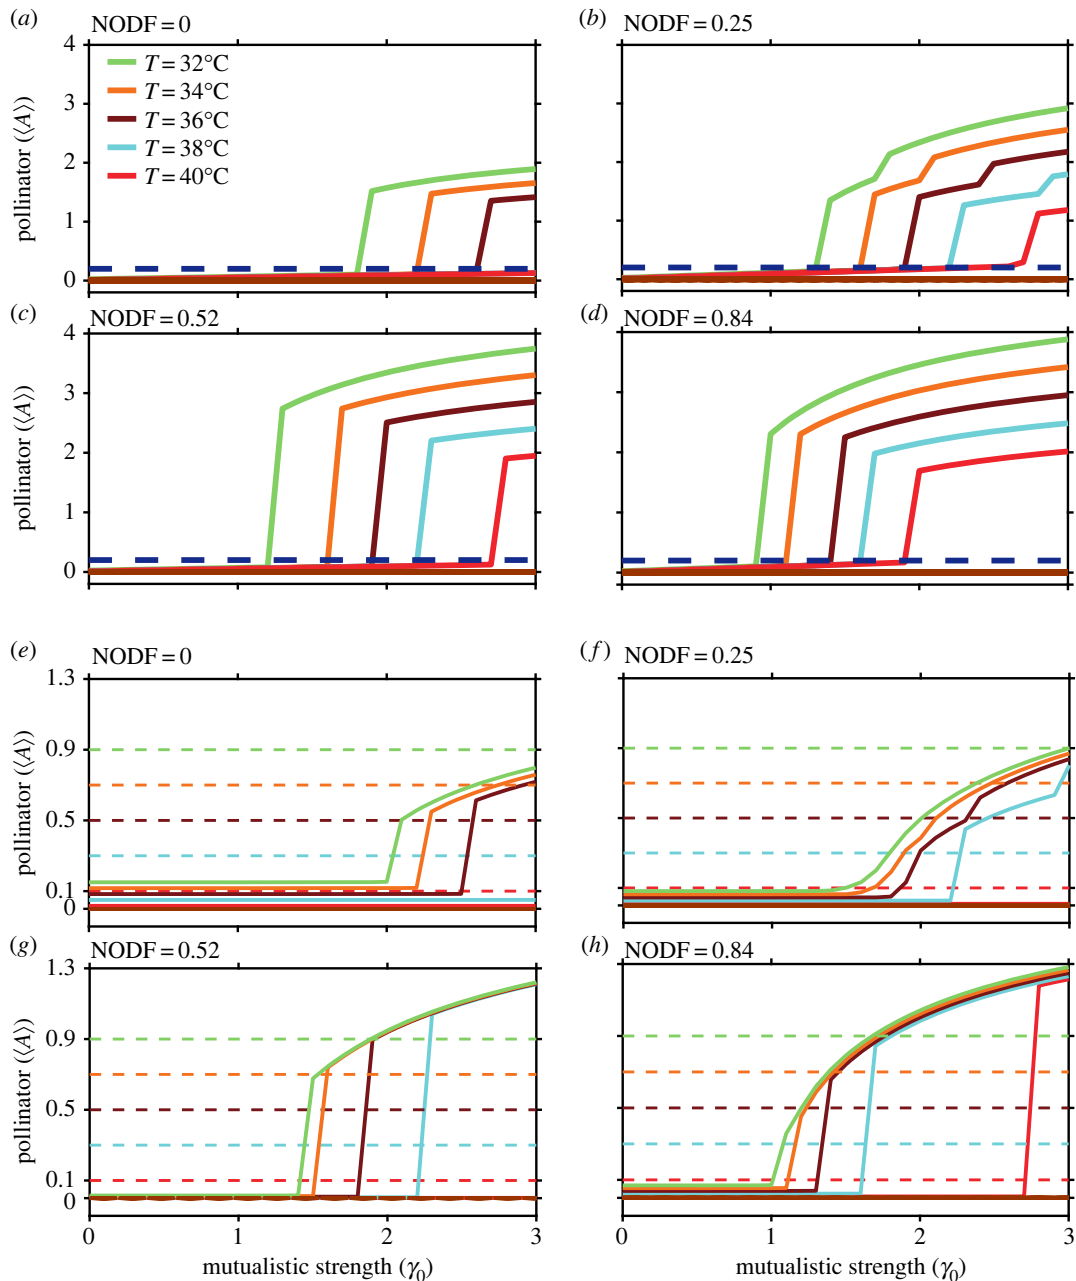 (a) NODF = 0
(b) NODF = 0.25
4
3
2
1
0
pollinator (⟨A⟩)
T = 32°C
T = 34°C
T = 36°C
T = 38°C
T = 40°C
(c) NODF = 0.52
(d) NODF = 0.84
4
3
2
1
0
pollinator (⟨A⟩)
(e) NODF = 0
(f) NODF = 0.25
1.3
0.9
0.5
0.1
0
pollinator (⟨A⟩)
(g) NODF = 0.52
(h) NODF = 0.84
1.3
0.9
0.5
0.1
0
pollinator (⟨A⟩)
0 1 2 3
0 1 2 3
mutualistic strength (γ₀)
mutualistic strength (γ₀)